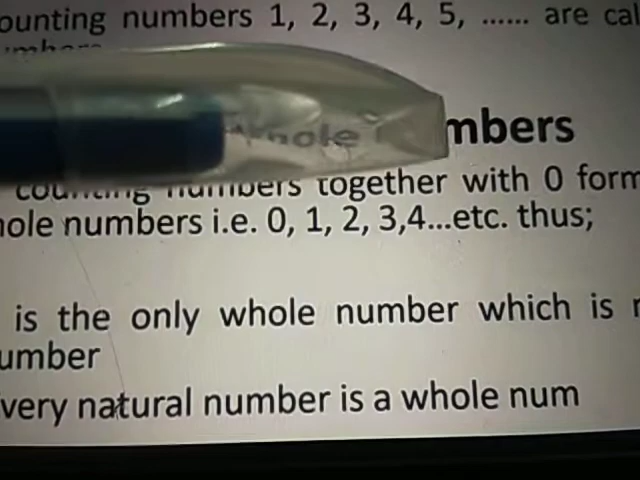 ounting numbers 1, 2, 3, 4, 5, ...... are cal
Whole mbers
counting numbers together with 0 form
hole numbers i.e. 0, 1, 2, 3,4...etc. thus;
is the only whole number which is
umber
very natural number is a whole num